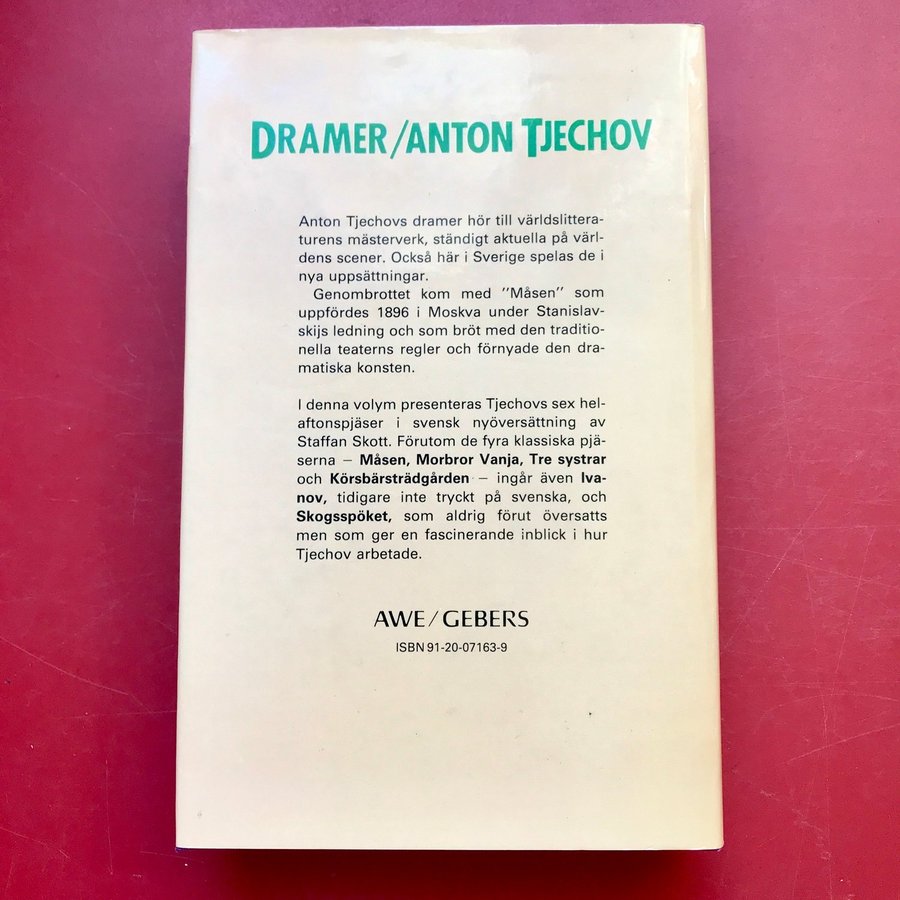 DRAMER/ANTON TJECHOV
Anton Tjechovs dramer hör till världslittera-
turens mästerverk, ständigt aktuella på värl-
dens scener. Också här i Sverige spelas de i
nya uppsättningar.
Genombrottet kom med "Måsen" som
uppfördes 1896 i Moskva under Stanislav-
skijs ledning och som bröt med den traditio-
nella teaterns regler och förnyade den dra-
matiska konsten.
I denna volym presenteras Tjechovs sex hel-
aftonspjäser i svensk nyöversättning av
Staffan Skott. Förutom de fyra klassiska pjä-
serna – Måsen, Morbror Vanja, Tre systrar
och Körsbärsträdgården – ingår även Iva-
nov, tidigare inte tryckt på svenska, och
Skogsspöket, som aldrig förut översatts
men som ger en fascinerande inblick i hur
Tjechov arbetade.
AWE/GEBERS
ISBN 91-20-07163-9